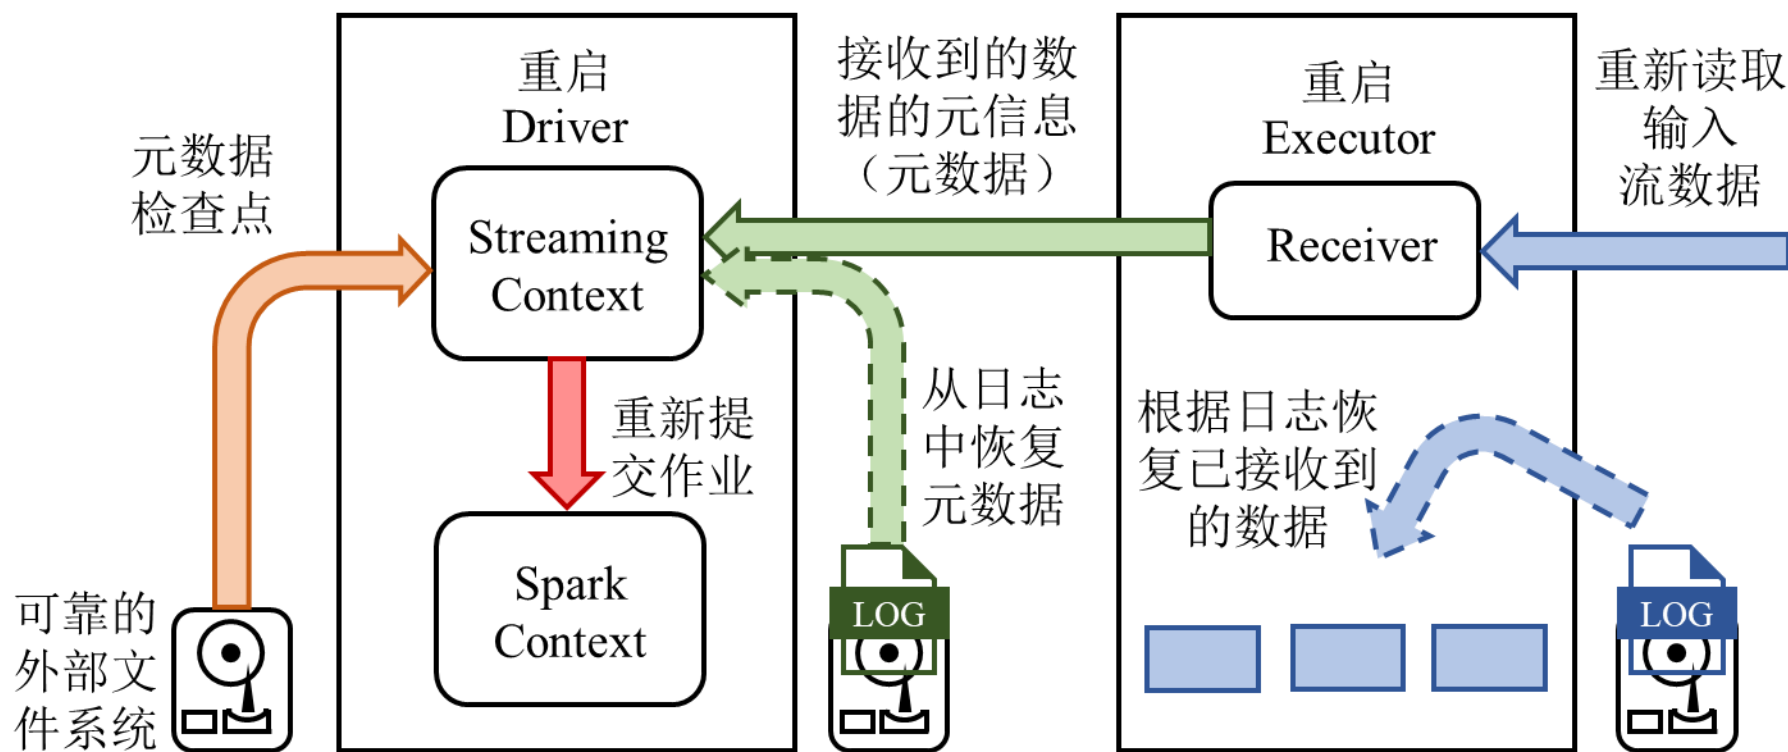 元数据
检查点
可靠的
外部文
件系统
重启
Driver
Streaming
Context
重新提
交作业
Spark
Context
接收到的数
据的元信息
（元数据）
从日志
中恢复
元数据
LOG
重启
Executor
Receiver
根据日志恢
复已接收到
的数据
重新读取
输入
流数据
LOG